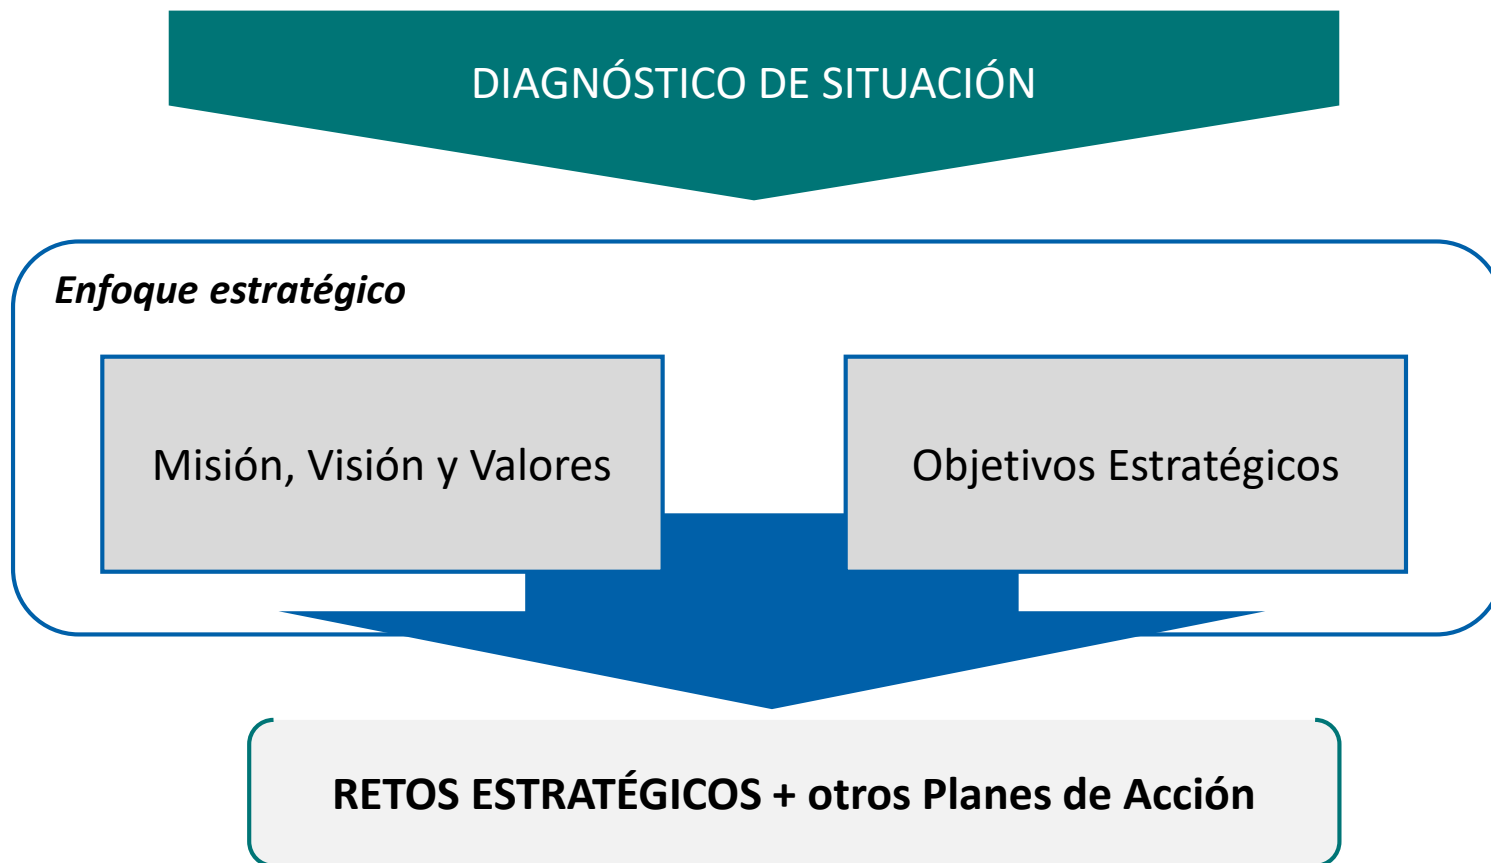 DIAGNÓSTICO DE SITUACIÓN
Enfoque estratégico
Misión, Visión y Valores
Objetivos Estratégicos
RETOS ESTRATÉGICOS + otros Planes de Acción